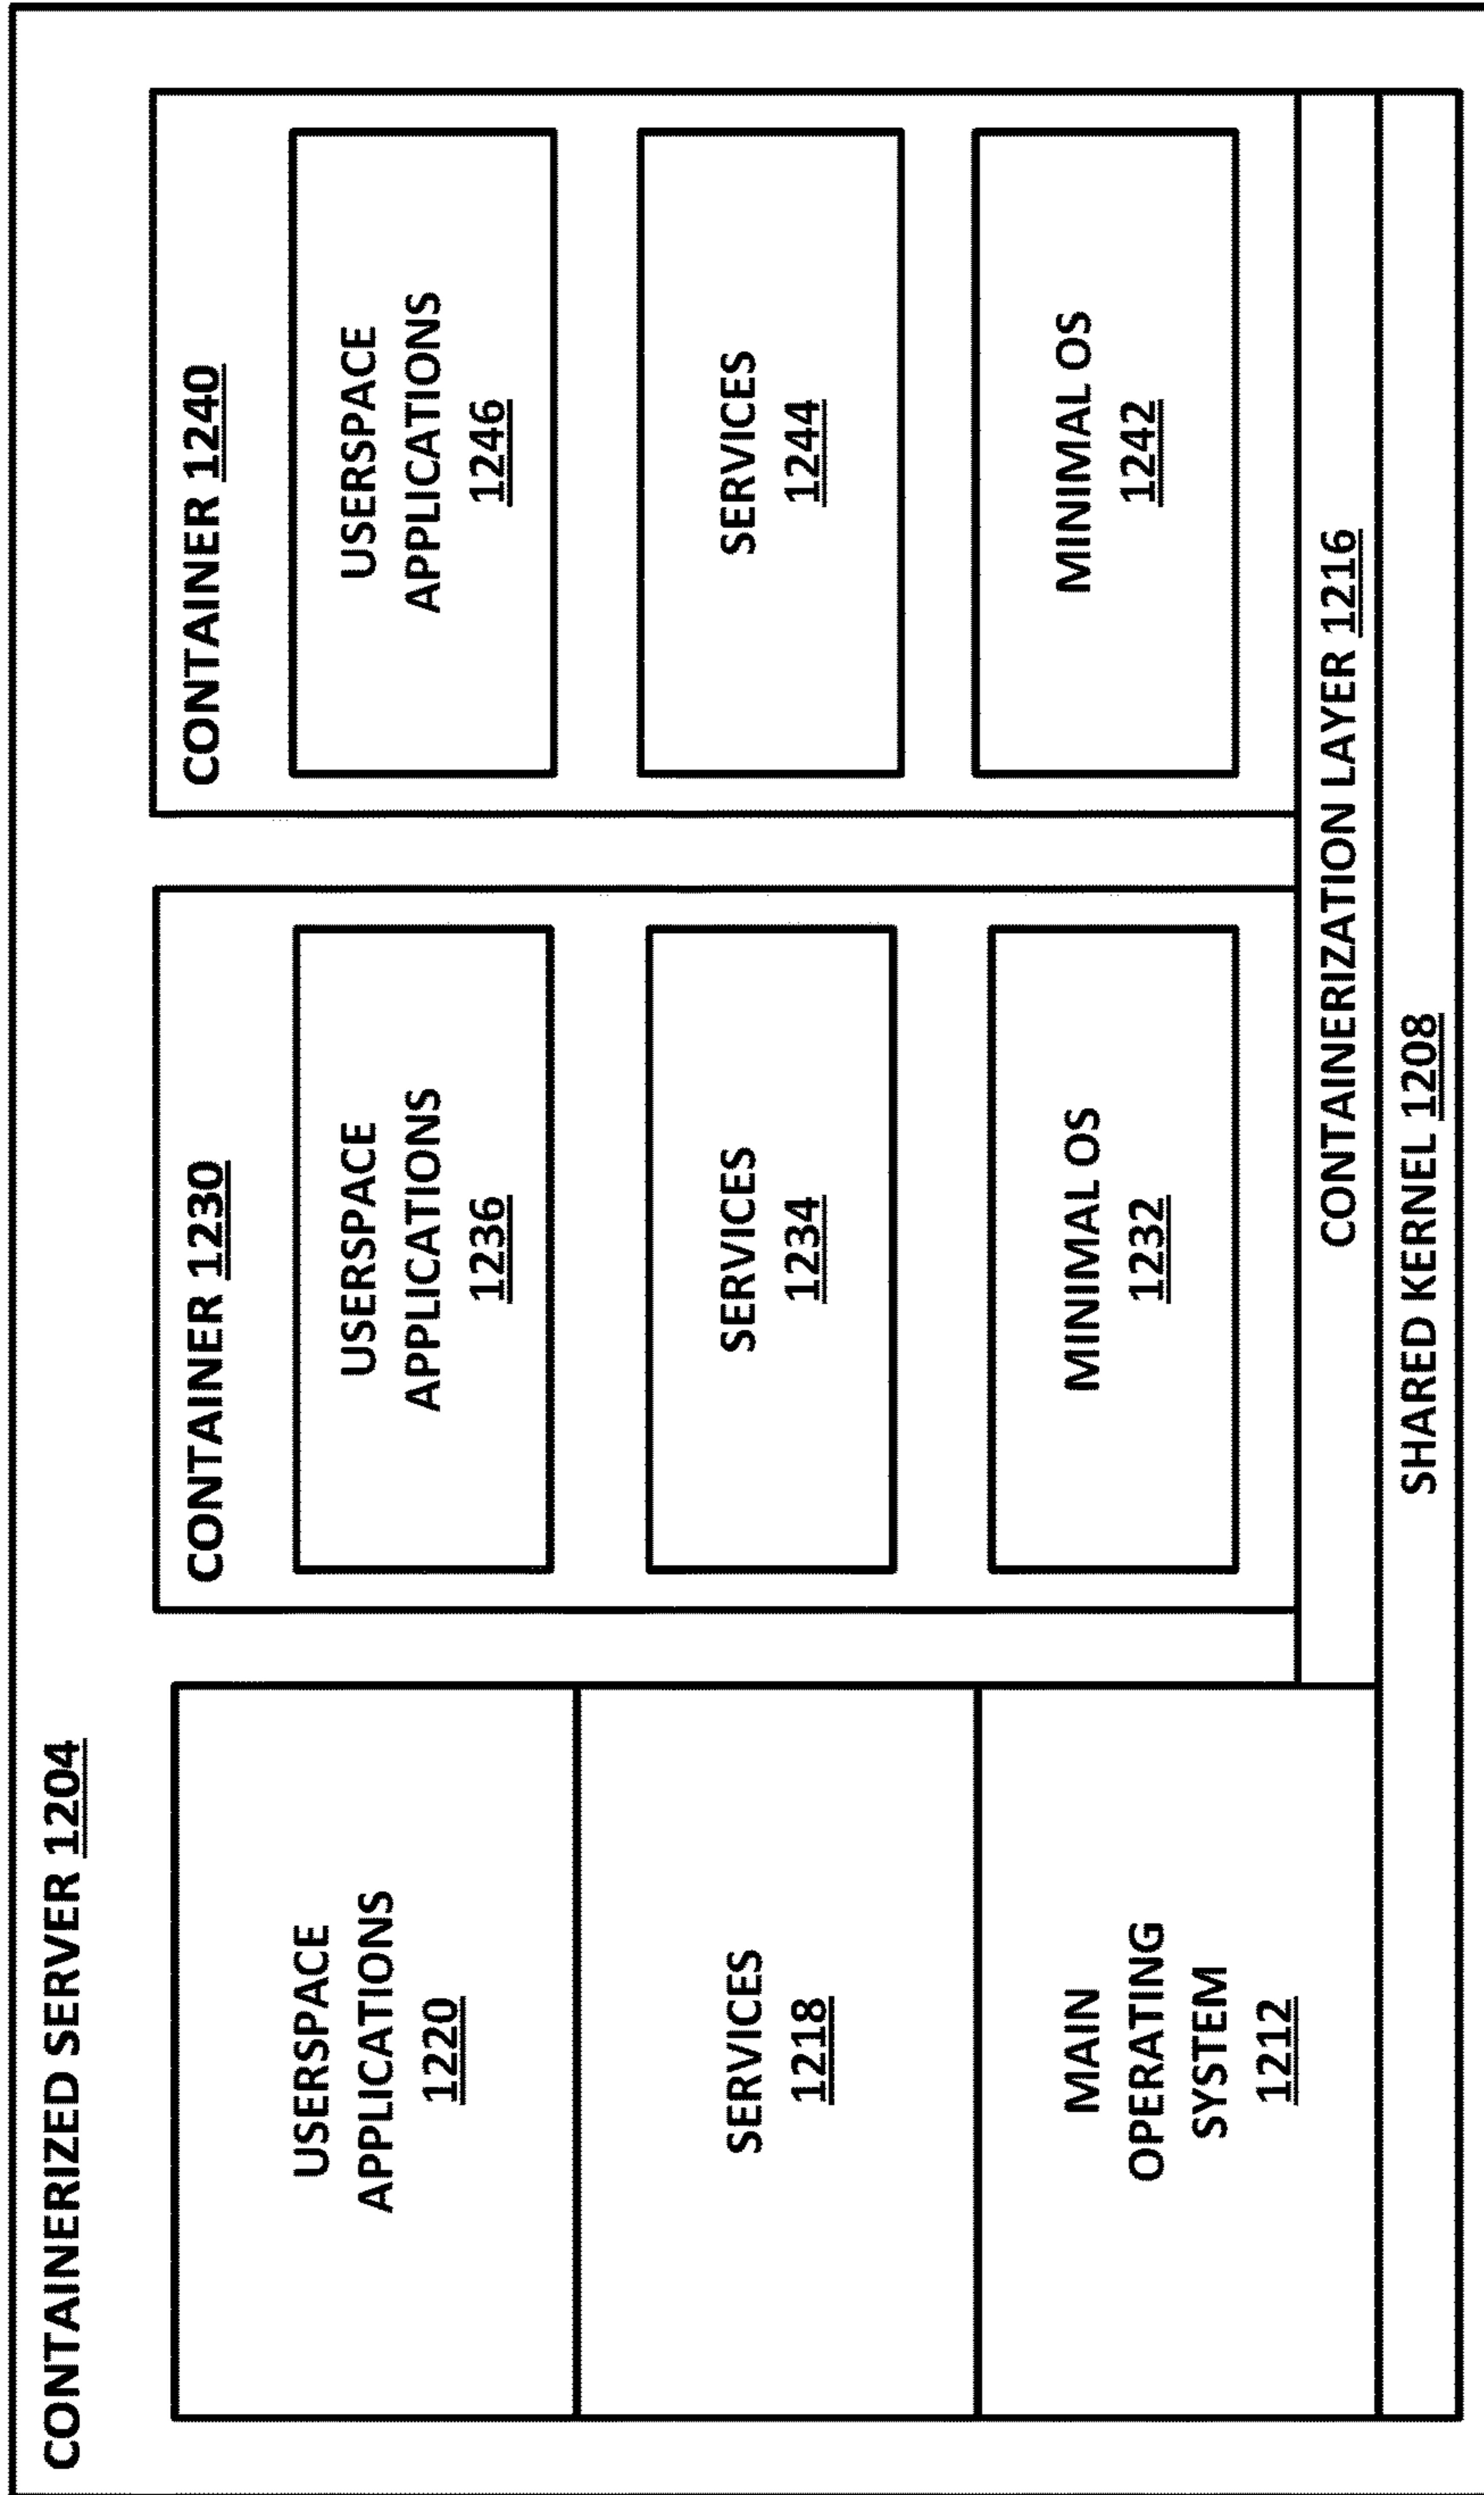 CONTAINERIZED SERVER 1204
USERSPACE
APPLICATIONS
1220
SERVICES
1218
MAIN
OPERATING
SYSTEM
1212
CONTAINER 1230
USERSPACE
APPLICATIONS
1236
SERVICES
1234
MINIMAL OS
1232
CONTAINER 1240
USERSPACE
APPLICATIONS
1246
SERVICES
1244
MINIMAL OS
1242
CONTAINERIZATION LAYER 1216
SHARED KERNEL 1208